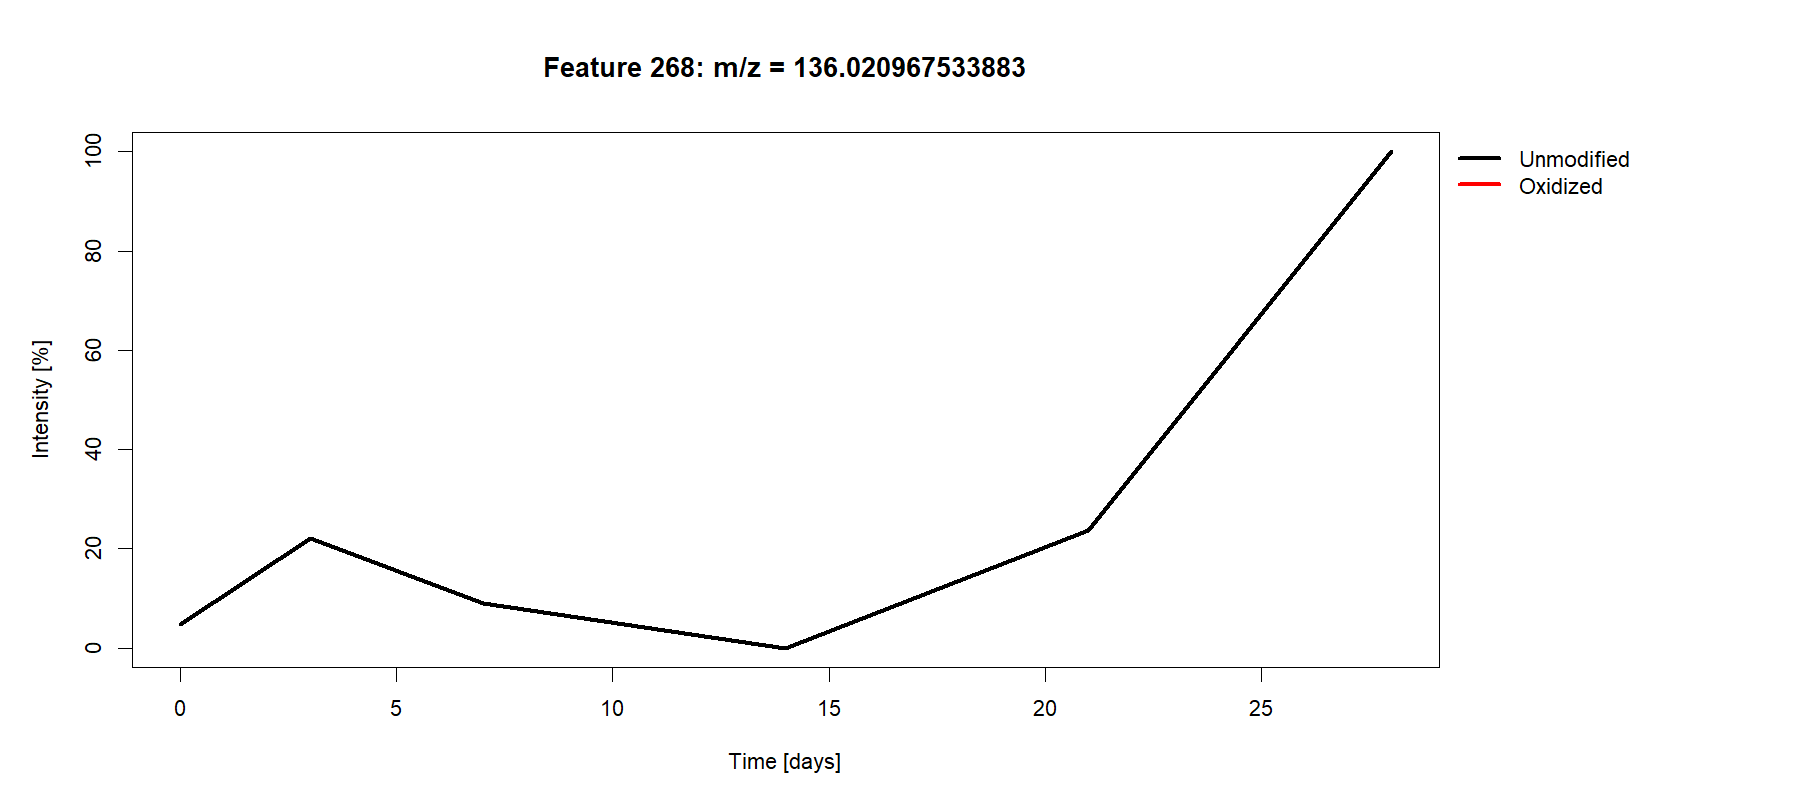 Feature 268: m/z = 136.020967533883
Unmodified
Oxidized
Intensity [%]
100
80
60
40
20
0
0 5 10 15 20 25
Time [days]